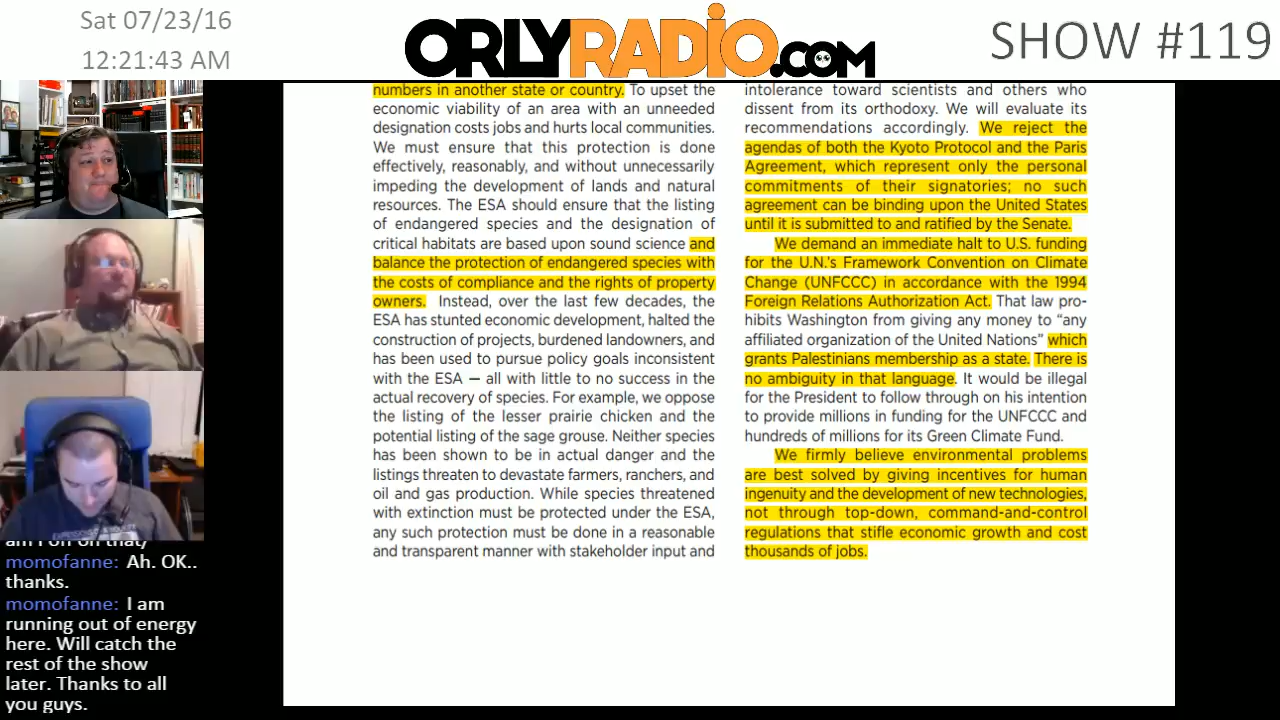 Sat 07/23/16
12:21:43 AM
ORLYRADIO.COM
SHOW #119
numbers in another state or country. To upset the
economic viability of an area with an unneeded
designation costs jobs and hurts local communities.
We must ensure that this protection is done
effectively, reasonably, and without unnecessarily
impeding the development of lands and natural
resources. The ESA should ensure that the listing
of endangered species and the designation of
critical habitats are based upon sound science and
balance the protection of endangered species with
the costs of compliance and the rights of property
owners. Instead, over the last few decades, the
ESA has stunted economic development, halted the
construction of projects, burdened landowners, and
has been used to pursue policy goals inconsistent
with the ESA — all with little to no success in the
actual recovery of species. For example, we oppose
the listing of the lesser prairie chicken and the
potential listing of the sage grouse. Neither species
has been shown to be in actual danger and the
listings threaten to devastate farmers, ranchers, and
oil and gas production. While species threatened
with extinction must be protected under the ESA,
any such protection must be done in a reasonable
and transparent manner with stakeholder input and
intolerance toward scientists and others who
dissent from its orthodoxy. We will evaluate its
recommendations accordingly. We reject the
agendas of both the Kyoto Protocol and the Paris
Agreement, which represent only the personal
commitments of their signatories; no such
agreement can be binding upon the United States
until it is submitted to and ratified by the Senate.
We demand an immediate halt to U.S. funding
for the U.N.'s Framework Convention on Climate
Change (UNFCCC) in accordance with the 1994
Foreign Relations Authorization Act. That law pro-
hibits Washington from giving any money to "any
affiliated organization of the United Nations" which
grants Palestinians membership as a state. There is
no ambiguity in that language. It would be illegal
for the President to follow through on his intention
to provide millions in funding for the UNFCCC and
hundreds of millions for its Green Climate Fund.
We firmly believe environmental problems
are best solved by giving incentives for human
ingenuity and the development of new technologies,
not through top-down, command-and-control
regulations that stifle economic growth and cost
thousands of jobs.
momofanne: Ah. OK..
thanks.
momofanne: I am
running out of energy
here. Will catch the
rest of the show
later. Thanks to all
you guys.